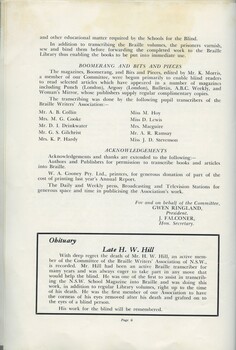 and other educational matter required by the Schools for the Blind.
In addition to transcribing the Braille volumes, the prisoners varnish,
sew and bind them before forwarding the completed work to the Braille
Library thus enabling the books to be put into immediate use.
BOOMERANG AND BITS AND PIECES
The magazines, Boomerang, and Bits and Pieces, edited by Mr. K. Morris,
a member of our Committee, were begun primarily to enable blind readers
to read selected articles which have appeared in a number of magazines
including Punch (London), Argosy (London), Bulletin, A.B.C. Weekly, and
Woman's Mirror, whose publishers supply regular complimentary copies.
The transcribing was done by the following pupil transcribers of the
Braille Writers' Association:—
Mr. A. B. Collin
Miss M. Hoy
Mrs. M. G. Cooke
Miss D. Lewis
Mr. D. L. Drinkwater
Mrs. Marguier
Mr. G. S. Gilchrist
Mr. A. R. Ramsay
Mrs. K. P. Hardy
Miss J. H. Stevenson
ACKNOWLEDGEMENTS
Acknowledgements and thanks are extended to the following:—
Authors and Publishers for permission to transcribe books and articles
into Braille.
W. A. Cooney Pty. Ltd., printers, for generous donation of part of the
cost of printing last year's Annual Report.
The Daily and Weekly press, Broadcasting and Television Stations for
generous space and time in publicising the Association's work.
For and on behalf of the Committee,
GWEN RINGLAND,
President.
J. FALCONER,
Hon. Secretary.
Obituary
Late H. W. Hill
With deep regret the death of Mr. H. W. Hill, an active mem-
ber of the Committee of the Braille Writers' Association of N.S.W.,
is recorded. Mr. Hill had been an active Braille transcriber for
many years and was always eager to take part in any move that
would help the blind. He was one of the first to assist in transcrib-
ing the N.S.W. School Magazine into Braille and was doing this
work, in addition to regular Library volumes, right up to the time
of his death. He was the first member of our Association to have
the corneas of his eyes removed after his death and grafted on to
the eyes of a blind person.
His work for the blind will be remembered.
Page 4